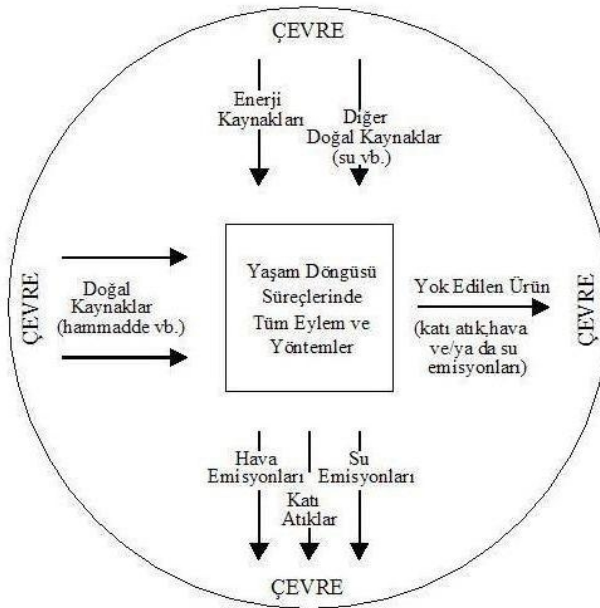 ÇEVRE
Enerji
Kaynakları
Diğer
Doğal Kaynaklar
(su vb.)
ÇEVRE
Doğal
Kaynaklar
(hammadde vb.)
Yaşam Döngüsü
Süreçlerinde
Tüm Eylem ve
Yöntemler
Yok Edilen Ürün
(katı atık,hava
ve/ya da su
emisyonları)
ÇEVRE
Hava
Emisyonları
Katı
Atıklar
Su
Emisyonları
ÇEVRE